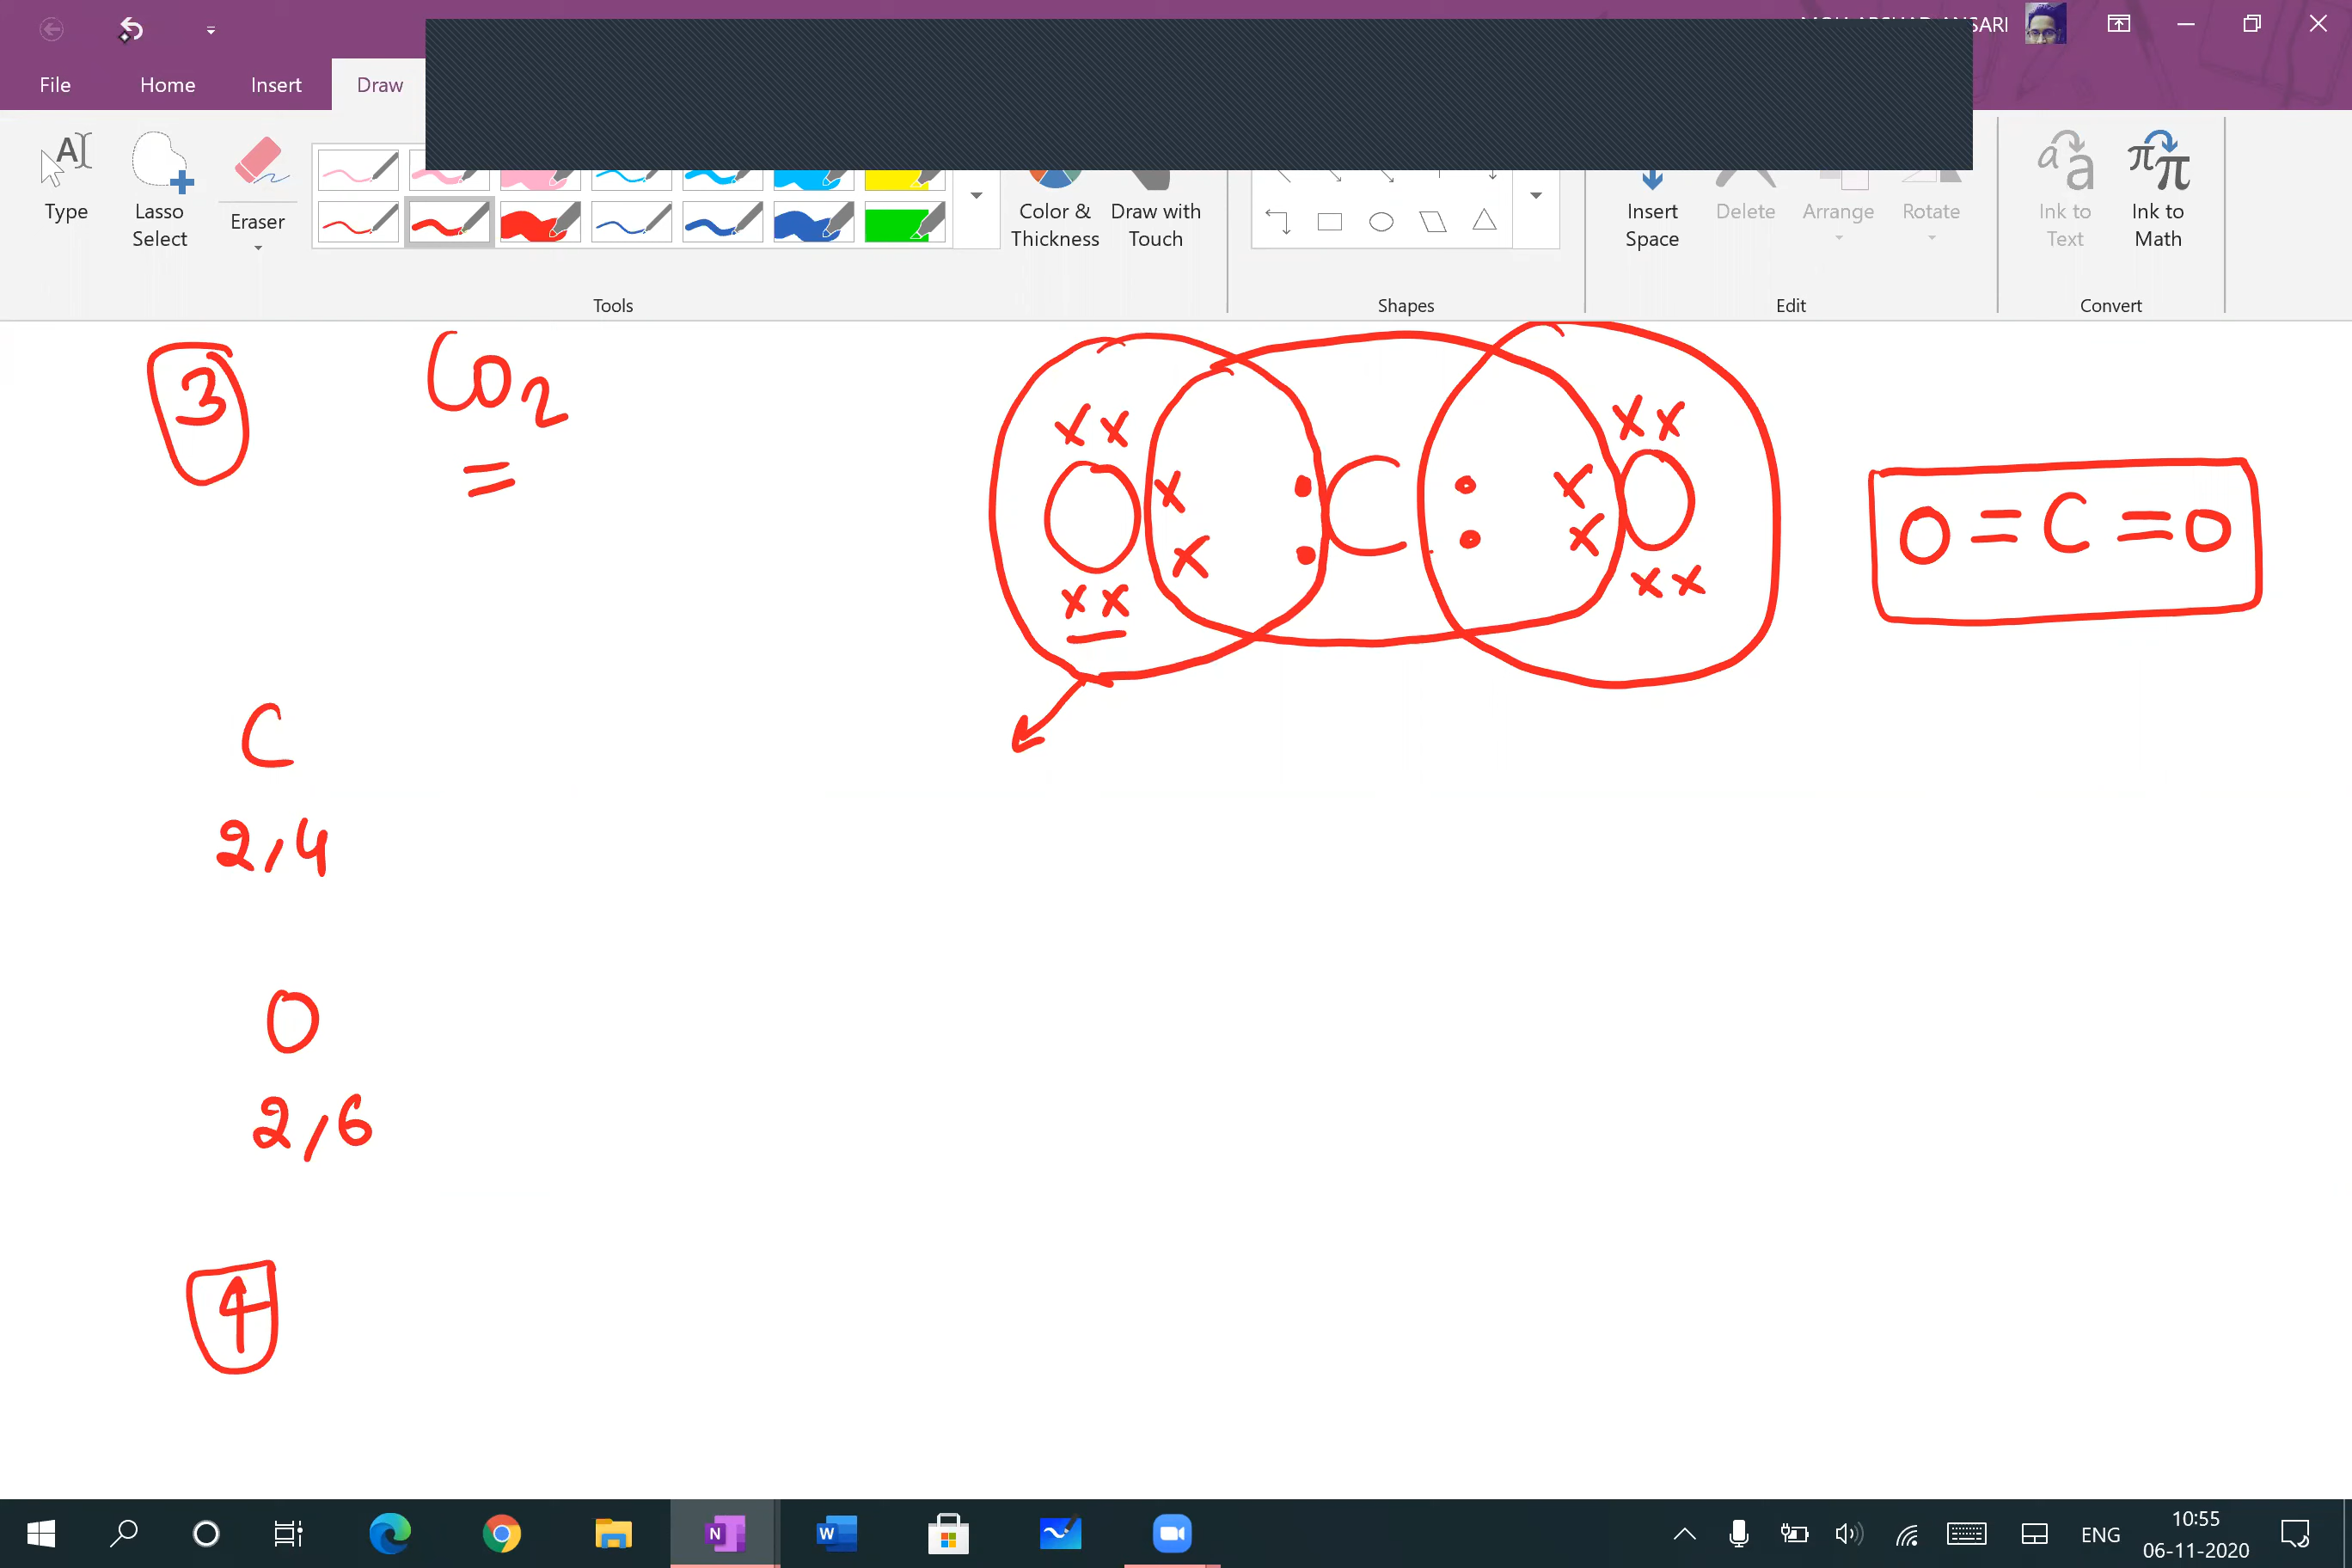 SARI
File Home Insert Draw
Type
Lasso Select
Eraser
Color & Thickness
Draw with Touch
Insert Space
Delete
Arrange
Rotate
Ink to Text
Ink to Math
Tools Shapes Edit Convert
3 CO2
=
O C O
O=C=O
C
2,4
O
2,6
4
ENG
10:55
06-11-2020